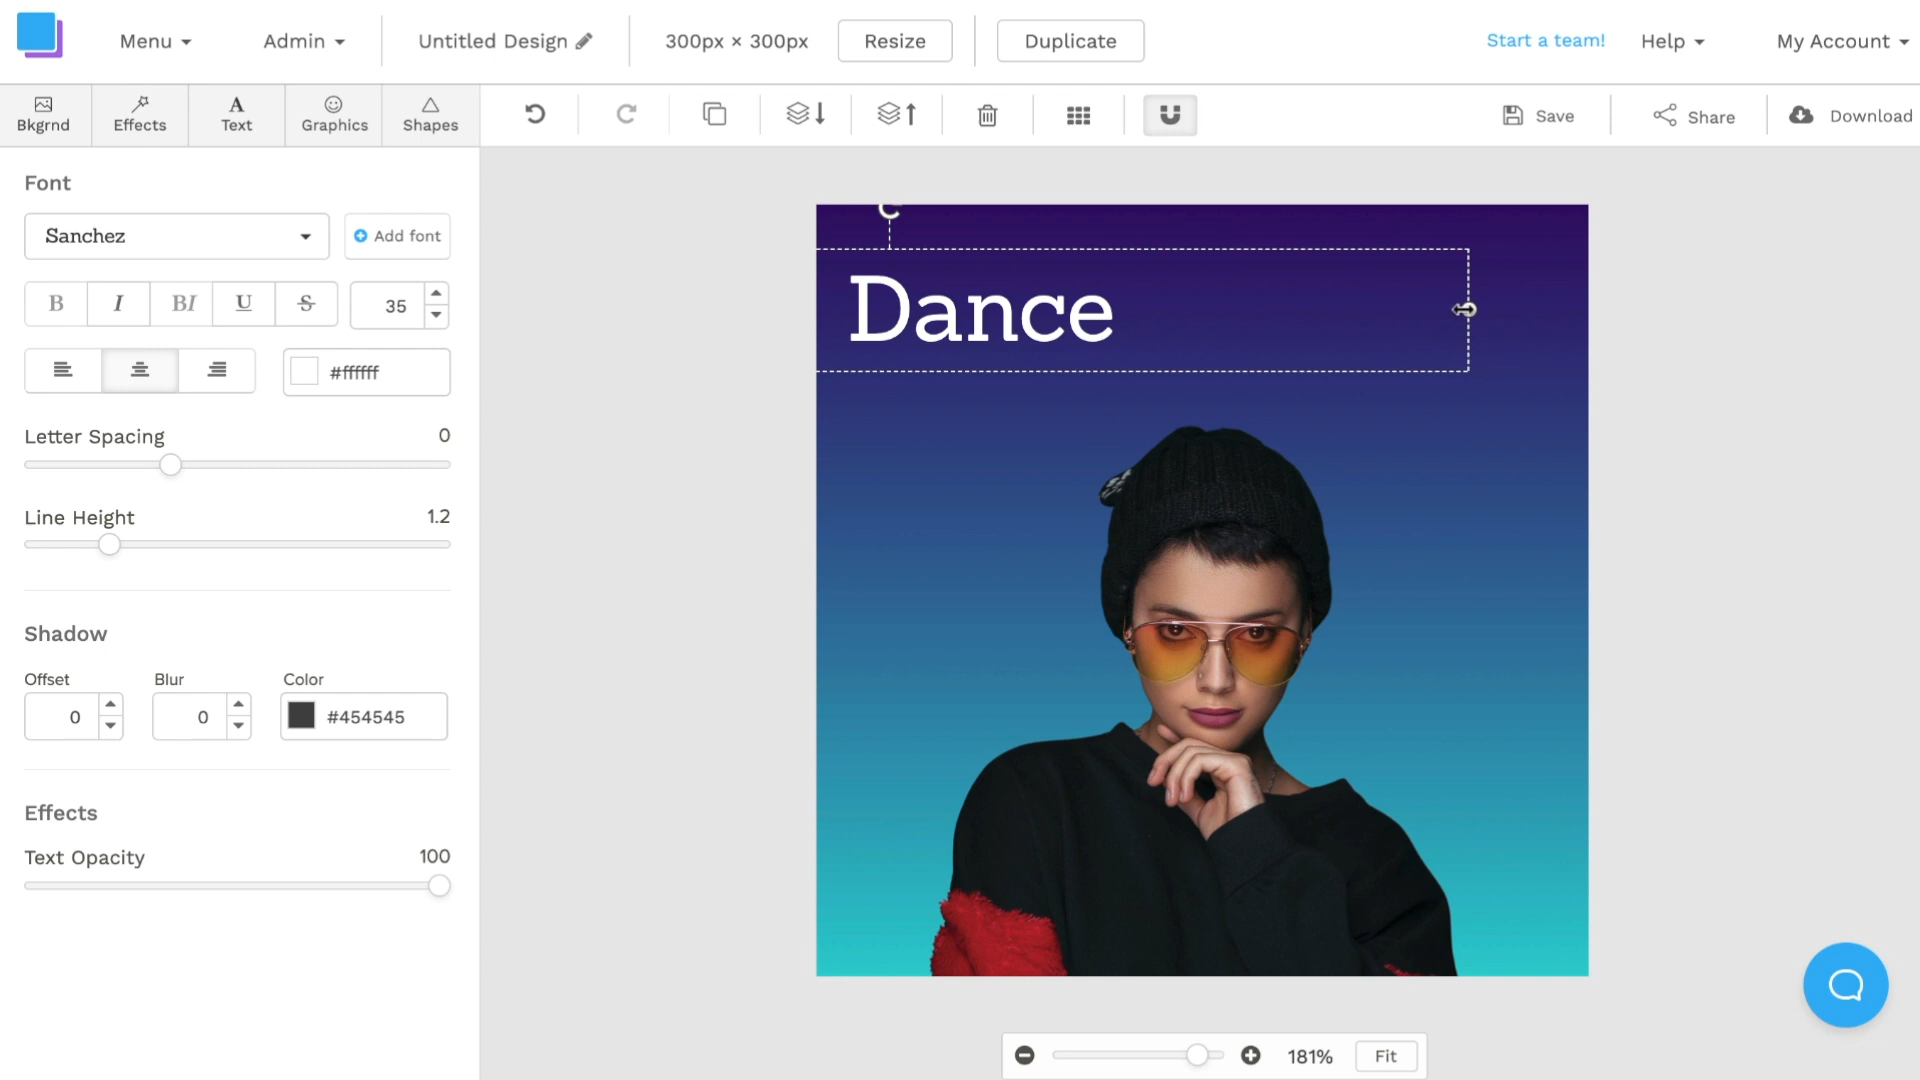 Menu
Admin
Untitled Design
300px × 300px
Resize
Duplicate
Start a team!
Help
My Account
Bkgrnd
Effects
A
Text
Graphics
Shapes
Save
Share
Download
Font
Sanchez
Add font
B
I
BI
U
S
35
#ffffff
Letter Spacing
0
Line Height
1.2
Shadow
Offset
Blur
Color
0
0
#454545
Effects
Text Opacity
100
Dance
181%
Fit